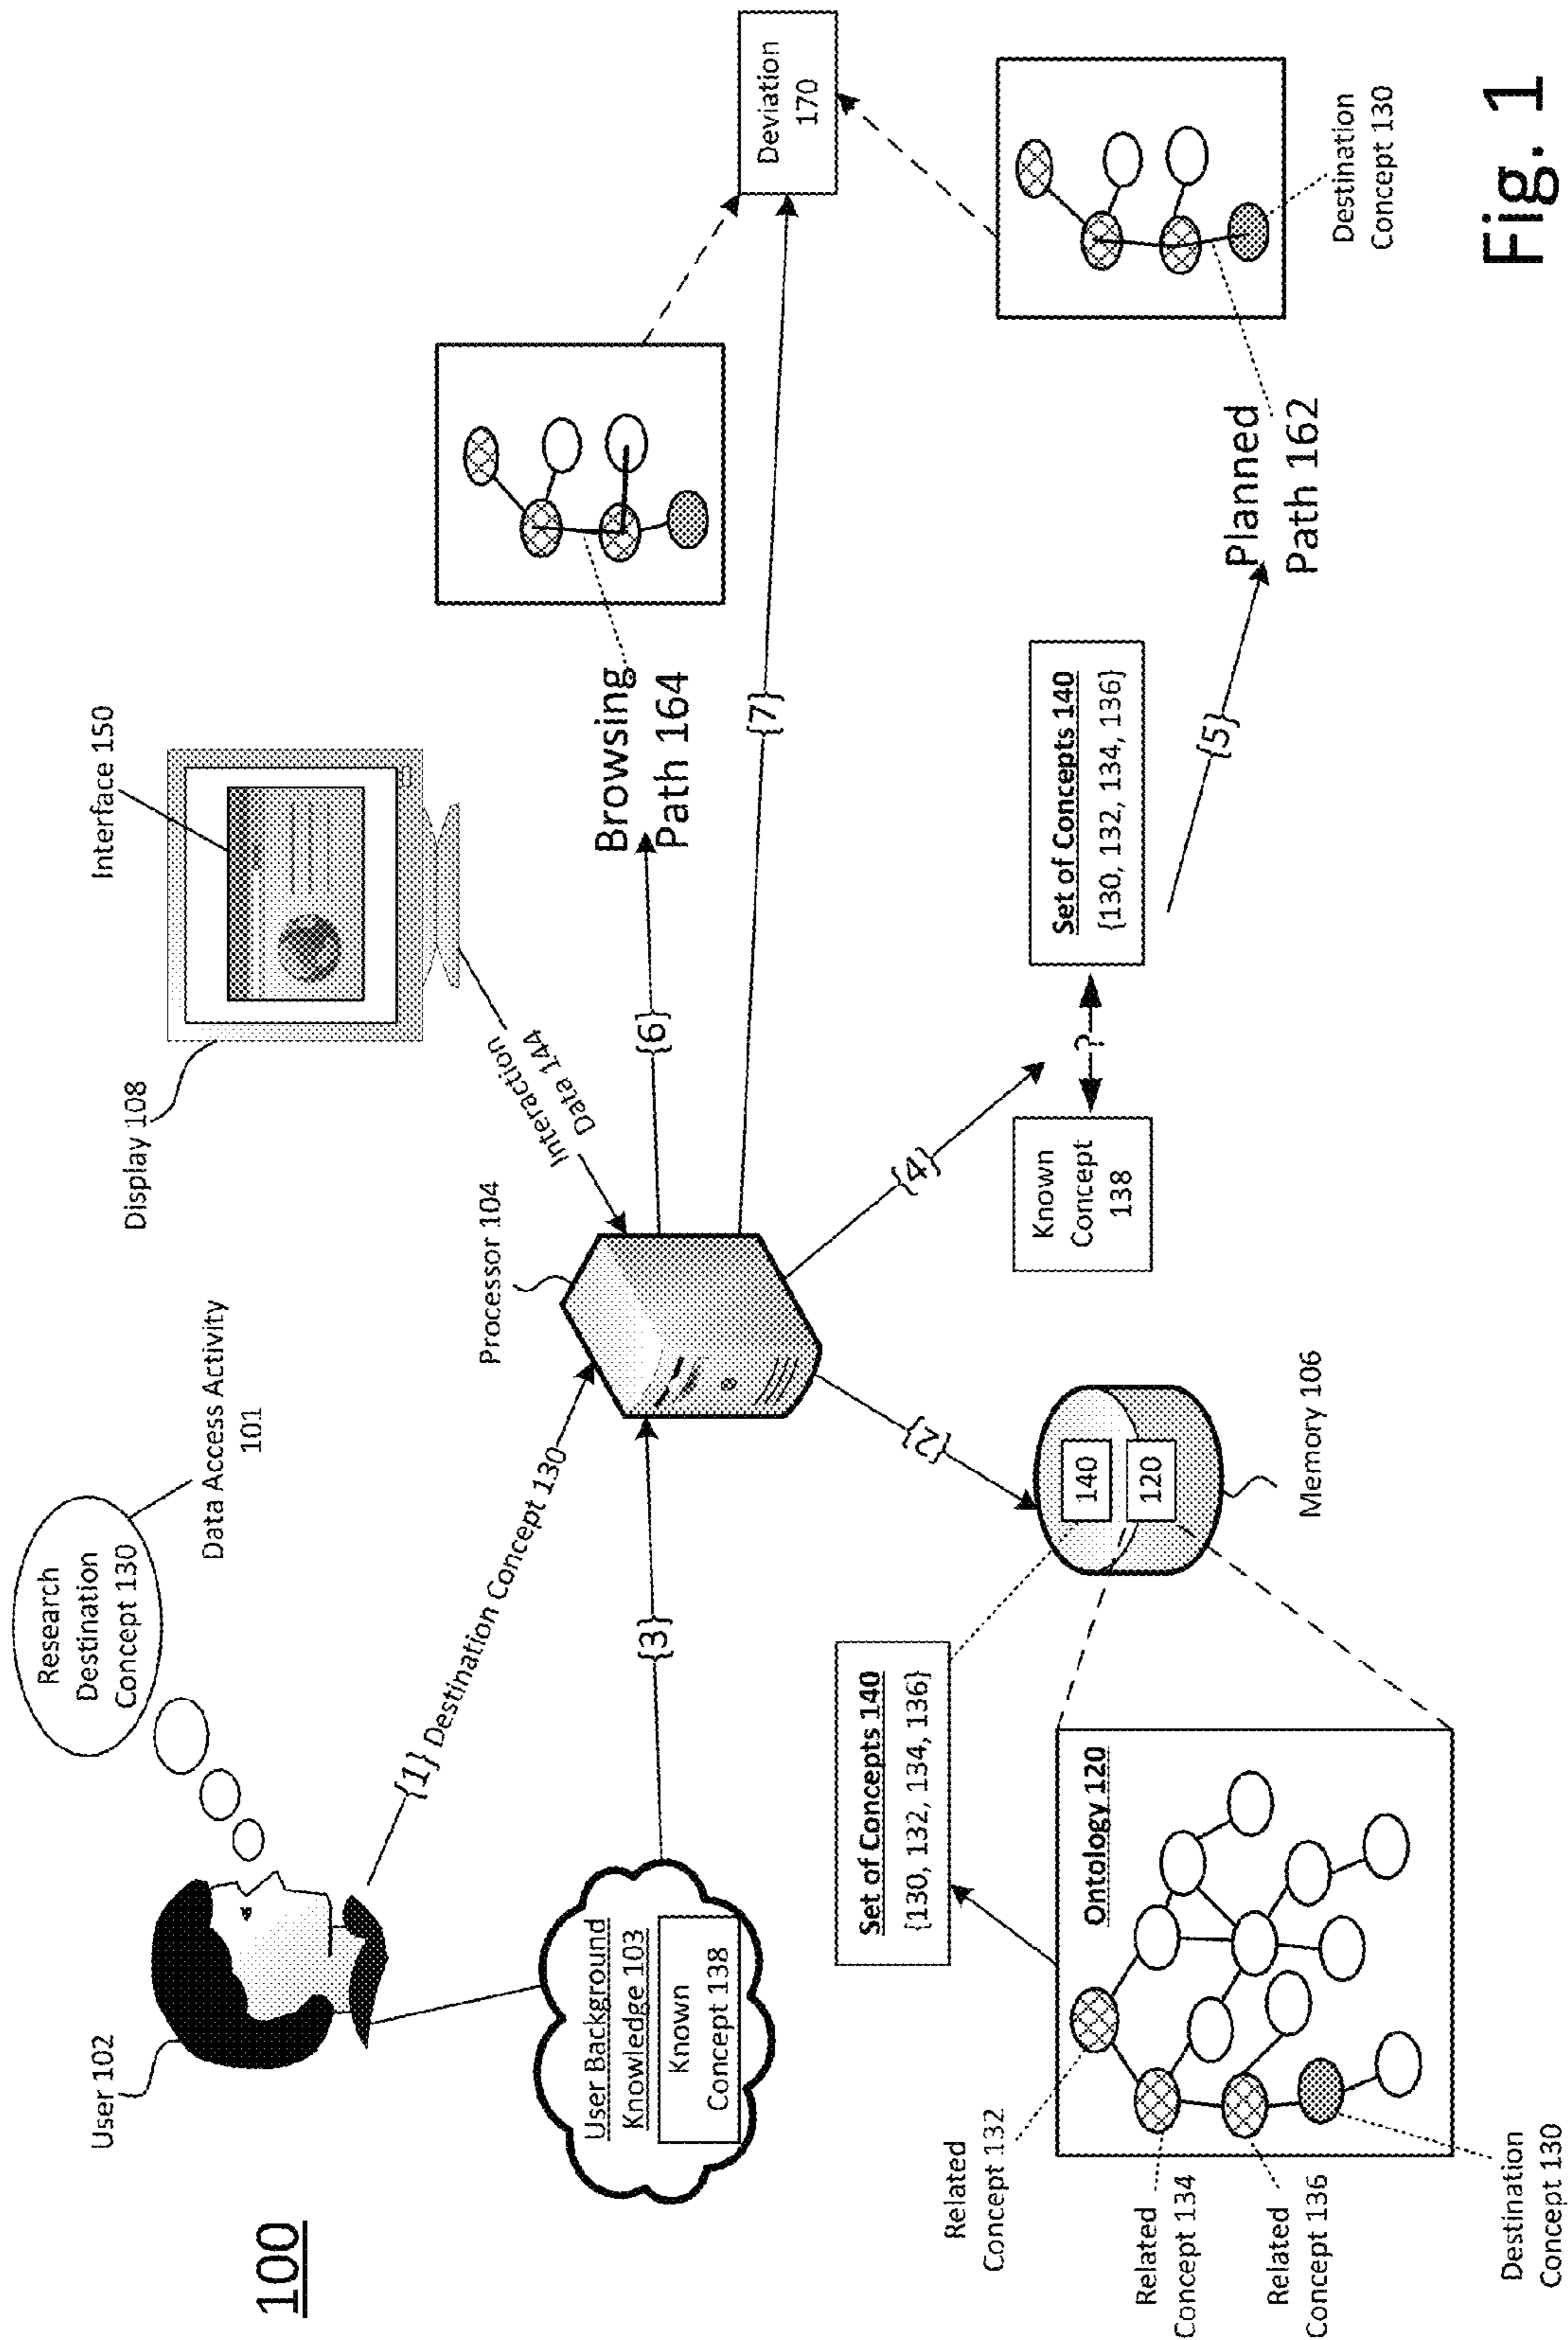 100
User 102
Research
Destination
Concept 130
Data Access Activity
101
Display 108
Interface 150
{1} Destination Concept 130
Processor 104
Interaction
Data 144
User Background
Knowledge 103
Known
Concept 138
{3}
{6}
Browsing
Path 164
{7}
Deviation
170
{2}
{4}
Set of Concepts 140
{130, 132, 134, 136}
140
120
Memory 106
Known
Concept
138
?
Set of Concepts 140
{130, 132, 134, 136}
{5}
Planned
Path 162
Destination
Concept 130
Related
Concept 132
Related
Concept 134
Related
Concept 136
Destination
Concept 130
Ontology 120
Fig. 1